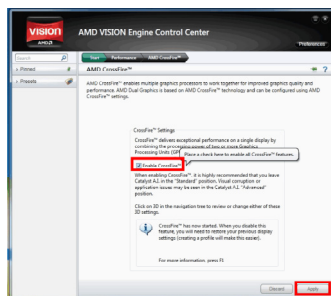 VISION
AMD
AMD VISION Engine Control Center
Preferences
Search
Start
Performance
AMD CrossFire™
Pinned
AMD CrossFire™
Presets
AMD CrossFire™ enables multiple graphics processors to work together for improved graphics quality and
performance. AMD Dual Graphics is based on AMD CrossFire™ technology and can be configured using AMD
CrossFire™ settings.
CrossFire™ Settings
CrossFire™ delivers exceptional performance on a single display by
combining the processing power of two or more Graphics
Processing Units (GPU
Place a check here to enable all CrossFire™ features.
Enable CrossFire™
When enabling CrossFire™, it is highly recommended that you leave
Catalyst A.I. in the "Standard" position. Visual corruption or
application issues may be seen in the Catalyst A.I. "Advanced"
position.
Click on 3D in the navigation tree to review or change either of these
3D settings.
CrossFire™ has now started. When you disable this
feature, you will need to restore your previous display
settings (creating a profile will make this easier).
For more information, press F1
Discard
Apply